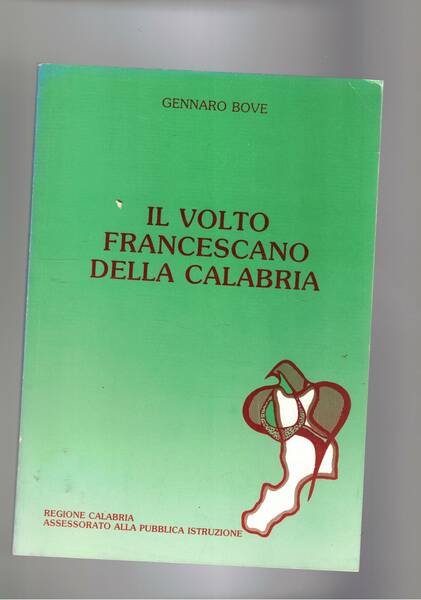 GENNARO BOVE
IL VOLTO
FRANCESCANO
DELLA CALABRIA
REGIONE CALABRIA
ASSESSORATO ALLA PUBBLICA ISTRUZIONE